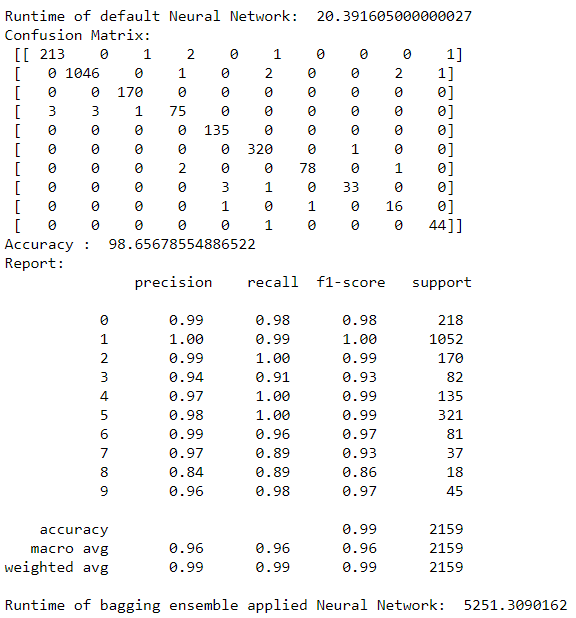 Runtime of default Neural Network:  20.391605000000027
Confusion Matrix:
 [[ 213    0    1    2    0    1    0    0    0    1]
 [   0 1046    0    1    0    2    0    0    2    1]
 [   0    0  170    0    0    0    0    0    0    0]
 [   3    3    1   75    0    0    0    0    0    0]
 [   0    0    0    0  135    0    0    0    0    0]
 [   0    0    0    0    0  320    0    1    0    0]
 [   0    0    0    2    0    0   78    0    1    0]
 [   0    0    0    0    3    1    0   33    0    0]
 [   0    0    0    0    1    0    1    0   16    0]
 [   0    0    0    0    0    1    0    0    0   44]]
Accuracy :  98.65678554886522
Report:
              precision    recall  f1-score   support
           0       0.99      0.98      0.98       218
           1       1.00      0.99      1.00      1052
           2       0.99      1.00      0.99       170
           3       0.94      0.91      0.93        82
           4       0.97      1.00      0.99       135
           5       0.98      1.00      0.99       321
           6       0.99      0.96      0.97        81
           7       0.97      0.89      0.93        37
           8       0.84      0.89      0.86        18
           9       0.96      0.98      0.97        45
    accuracy                           0.99      2159
   macro avg       0.96      0.96      0.96      2159
weighted avg       0.99      0.99      0.99      2159
Runtime of bagging ensemble applied Neural Network:  5251.3090162